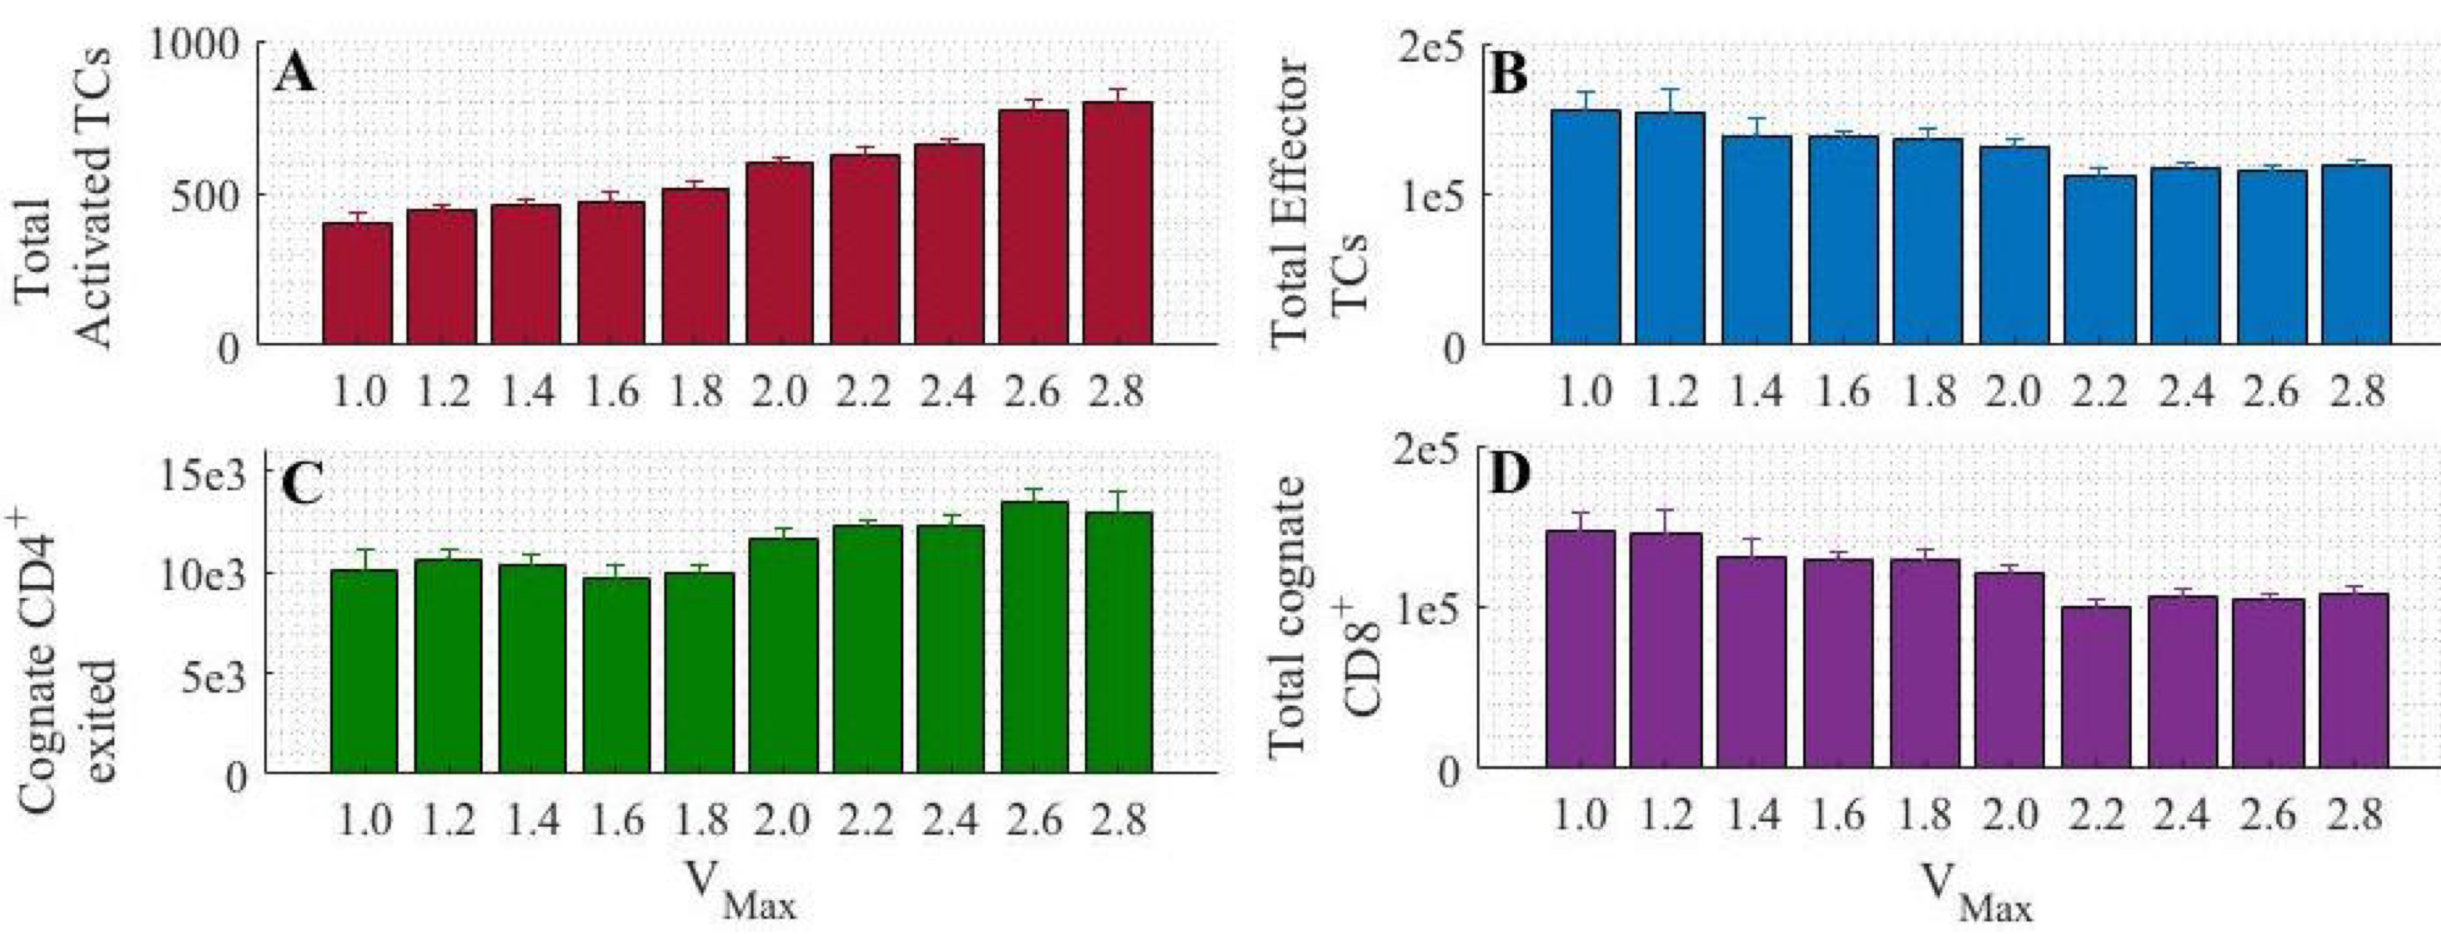 A
Total
Activated TCs
1000
500
0
1.0 1.2 1.4 1.6 1.8 2.0 2.2 2.4 2.6 2.8
B
Total Effector
TCs
2e5
1e5
0
1.0 1.2 1.4 1.6 1.8 2.0 2.2 2.4 2.6 2.8
C
Cognate CD4+
exited
15e3
10e3
5e3
0
1.0 1.2 1.4 1.6 1.8 2.0 2.2 2.4 2.6 2.8
VMax
D
Total cognate
CD8+
2e5
1e5
0
1.0 1.2 1.4 1.6 1.8 2.0 2.2 2.4 2.6 2.8
VMax